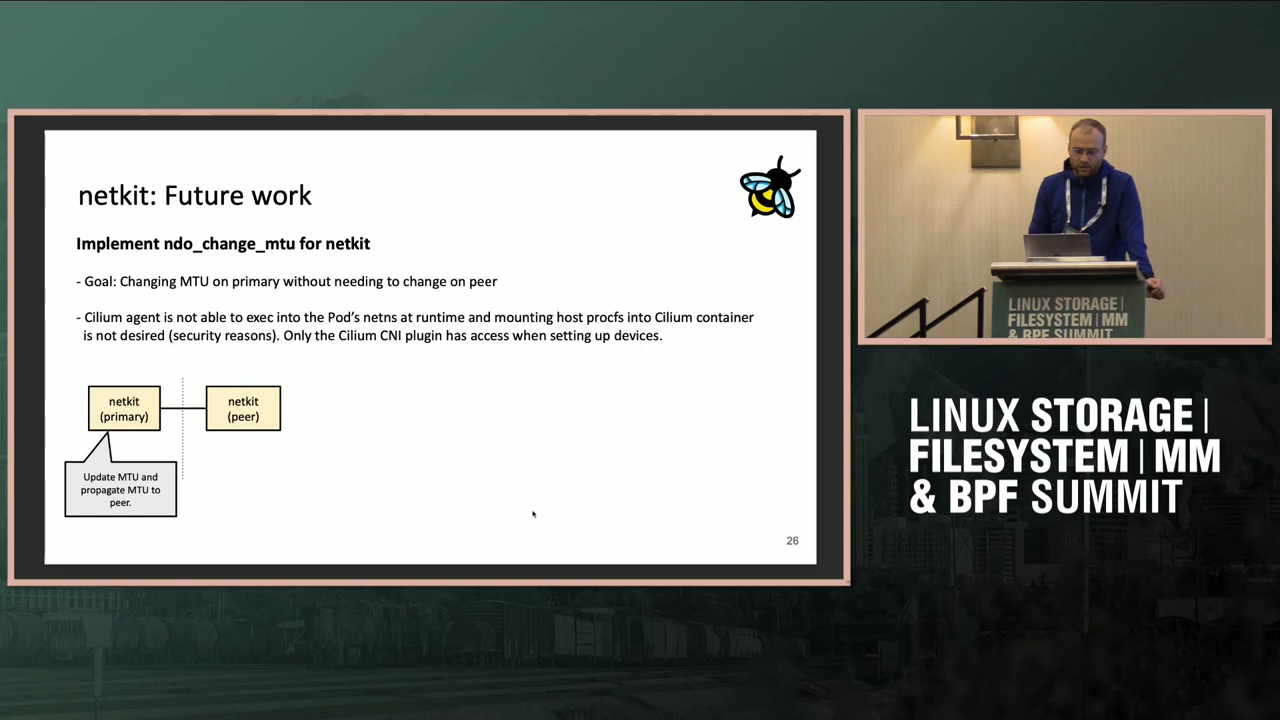 netkit: Future work
Implement ndo_change_mtu for netkit
- Goal: Changing MTU on primary without needing to change on peer
- Cilium agent is not able to exec into the Pod's netns at runtime and mounting host procfs into Cilium container
is not desired (security reasons). Only the Cilium CNI plugin has access when setting up devices.
netkit
(primary)
netkit
(peer)
Update MTU and
propagate MTU to
peer.
26
LINUX STORAGE |
FILESYSTEM | MM
& BPF SUMMIT
LINUX STORAGE |
FILESYSTEM | MM
& BPF SUMMIT